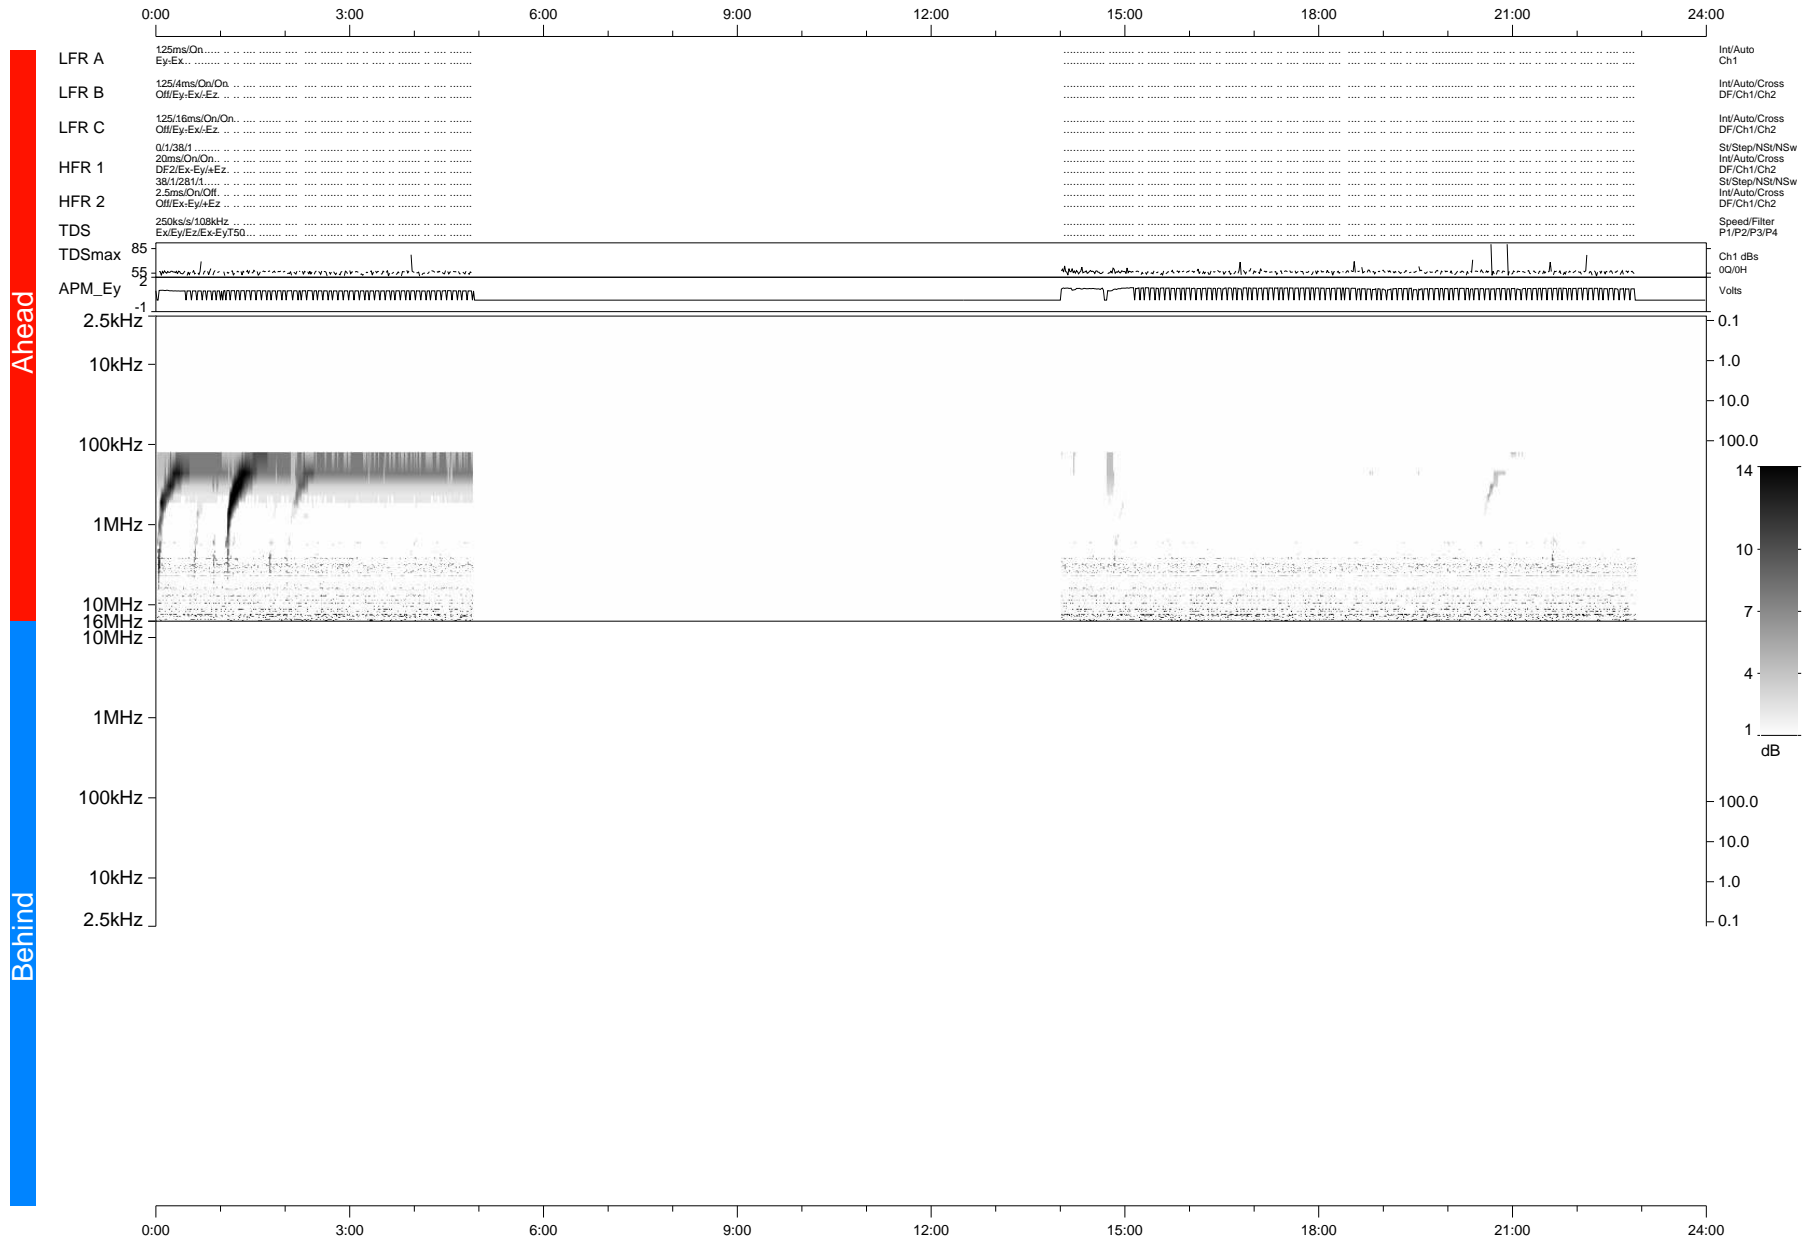 0:00 3:00 6:00 9:00 12:00 15:00 18:00 21:00 24:00
LFR A 125ms/On Int/Auto
Ey-Ex Ch1
LFR B 125/4ms/On/On Int/Auto/Cross
Off/Ey-Ex/-Ez DF/Ch1/Ch2
LFR C 125/16ms/On/On Int/Auto/Cross
Off/Ey-Ex/-Ez DF/Ch1/Ch2
0/1/38/1 St/Step/NSt/NSw
HFR 1 20ms/On/On Int/Auto/Cross
DF2/Ex-Ey/+Ez DF/Ch1/Ch2
38/1/281/1 St/Step/NSt/NSw
HFR 2 2.5ms/On/Off Int/Auto/Cross
Off/Ex-Ey/+Ez DF/Ch1/Ch2
TDS 250ks/s/108kHz Speed/Filter
Ex/Ey/Ez/Ex-EyT50 P1/P2/P3/P4
TDSmax 85 Ch1 dBs
55 0Q/0H
APM_Ey 2 Volts
-1
2.5kHz 0.1
10kHz 1.0
10.0
100kHz 100.0
14
1MHz
10
10MHz 7
16MHz
10MHz
4
1MHz 1
dB
100kHz 100.0
10.0
10kHz 1.0
2.5kHz 0.1
Ahead
Behind
0:00 3:00 6:00 9:00 12:00 15:00 18:00 21:00 24:00